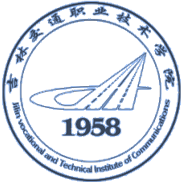 吉林交通职业技术学院
1958
Jilin vocational and Technical Institute of Communications